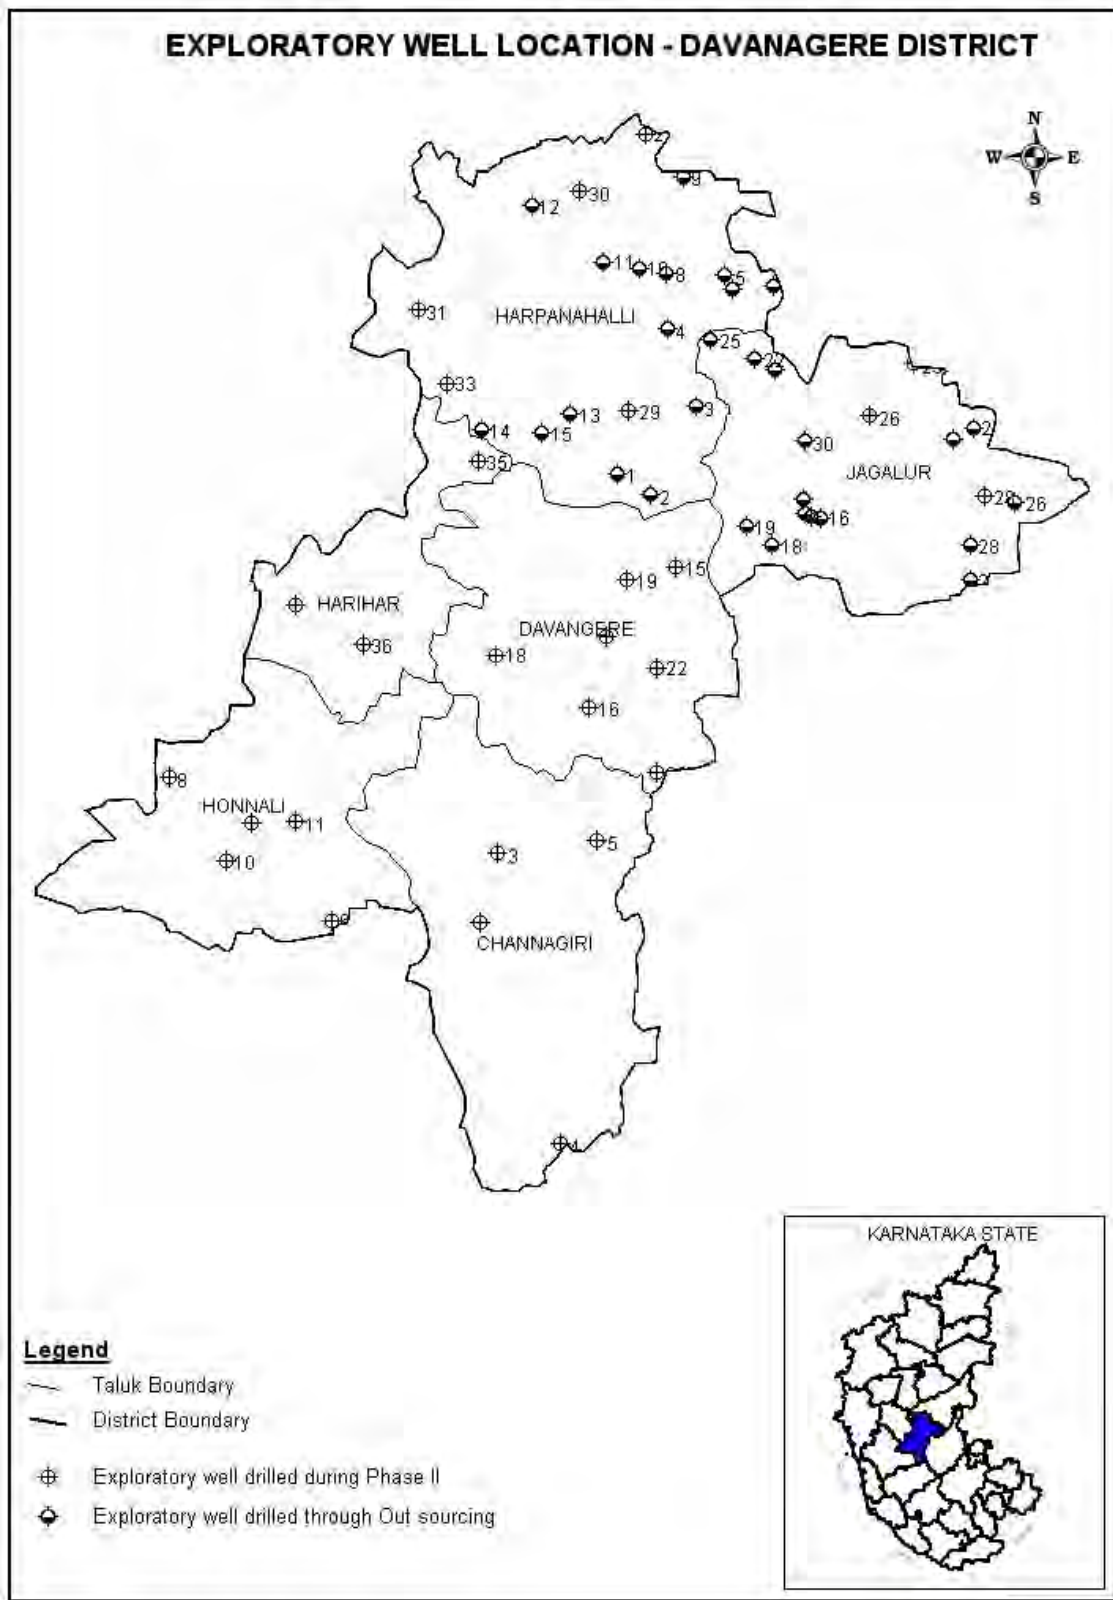 EXPLORATORY WELL LOCATION - DAVANAGERE DISTRICT
N
W E
S
30
12
11
8
5
31
HARPANAHALLI
4
25
33
13
29
3
26
14
15
30
2
35
JAGALUR
1
2
28
26
16
19
18
28
15
19
HARIHAR
DAVANGERE
36
18
22
16
8
HONNALI
11
5
3
10
CHANNAGIRI
KARNATAKA STATE
Legend
Taluk Boundary
District Boundary
Exploratory well drilled during Phase II
Exploratory well drilled through Out sourcing